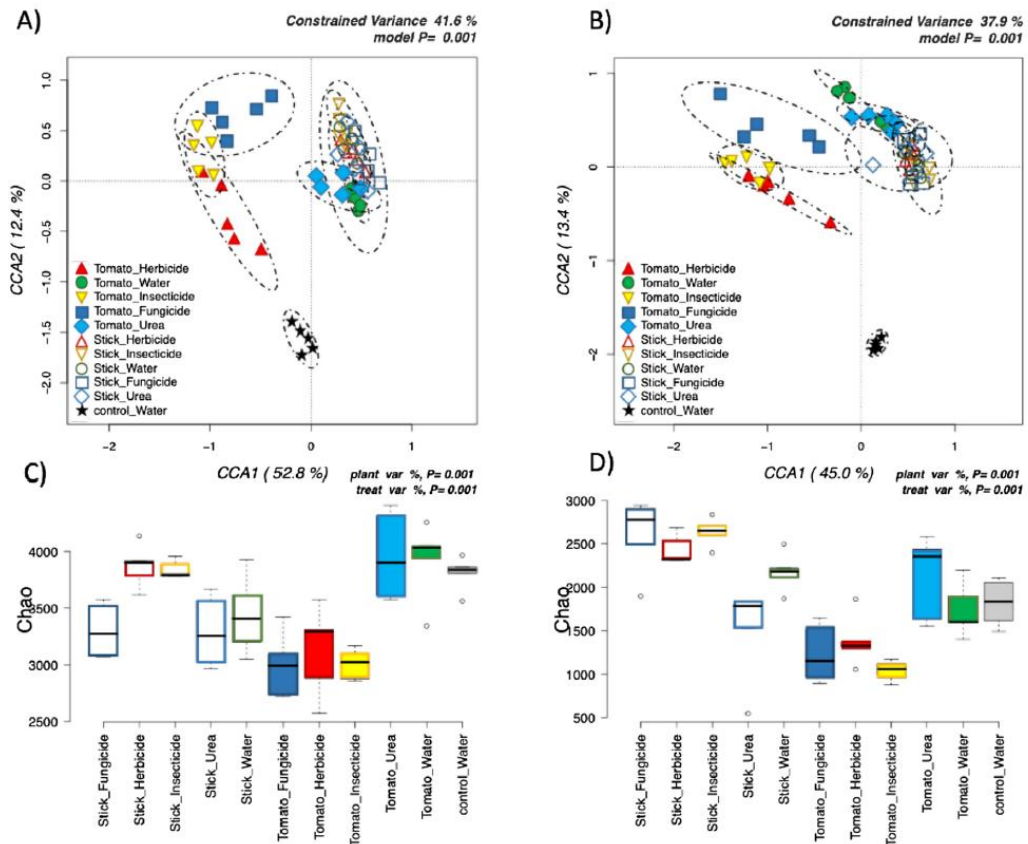 A)
Constrained Variance 41.6 %
model P= 0.001
CCA2 ( 12.4 %)
1.0
0.5
0.0
-0.5
-1.0
-1.5
-2.0
Tomato_Herbicide
Tomato_Water
Tomato_Insecticide
Tomato_Fungicide
Tomato_Urea
Stick_Herbicide
Stick_Insecticide
Stick_Water
Stick_Fungicide
Stick_Urea
control_Water
-2
-1
0
1
CCA1 ( 52.8 %)
B)
Constrained Variance 37.9 %
model P= 0.001
CCA2 ( 13.4 %)
1
0
-1
-2
Tomato_Herbicide
Tomato_Water
Tomato_Insecticide
Tomato_Fungicide
Tomato_Urea
Stick_Herbicide
Stick_Insecticide
Stick_Water
Stick_Fungicide
Stick_Urea
control_Water
-2
-1
0
1
CCA1 ( 45.0 %)
C)
plant var %, P= 0.001
treat var %, P= 0.001
Chao
4000
3500
3000
2500
Stick_Fungicide
Stick_Herbicide
Stick_Insecticide
Stick_Urea
Stick_Water
Tomato_Fungicide
Tomato_Herbicide
Tomato_Insecticide
Tomato_Urea
Tomato_Water
control_Water
D)
plant var %, P= 0.001
treat var %, P= 0.001
Chao
3000
2500
2000
1500
1000
500
Stick_Fungicide
Stick_Herbicide
Stick_Insecticide
Stick_Urea
Stick_Water
Tomato_Fungicide
Tomato_Herbicide
Tomato_Insecticide
Tomato_Urea
Tomato_Water
control_Water